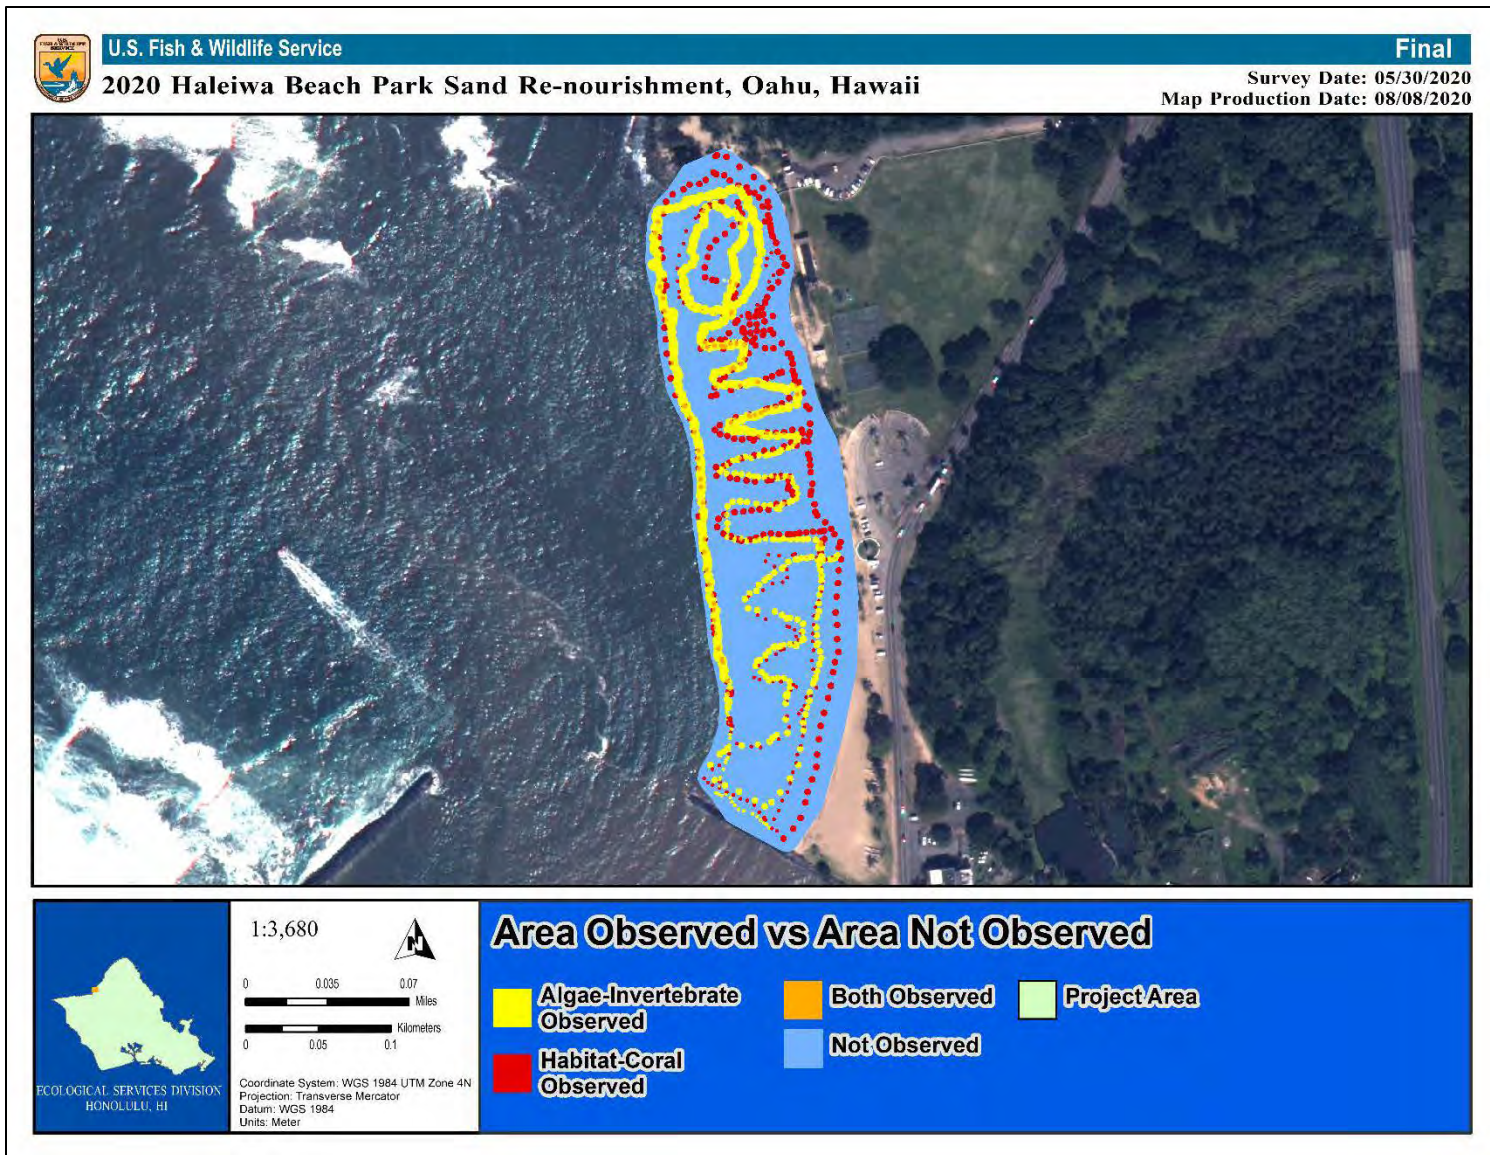 U.S. Fish & Wildlife Service
Final
2020 Haleiwa Beach Park Sand Re-nourishment, Oahu, Hawaii
Survey Date: 05/30/2020
Map Production Date: 08/08/2020
1:3,680
N
0 0.035 0.07
Miles
Kilometers
0 0.05 0.1
Coordinate System: WGS 1984 UTM Zone 4N
Projection: Transverse Mercator
Datum: WGS 1984
Units: Meter
ECOLOGICAL SERVICES DIVISION
HONOLULU, HI
Area Observed vs Area Not Observed
Algae-Invertebrate
Observed
Habitat-Coral
Observed
Both Observed
Not Observed
Project Area